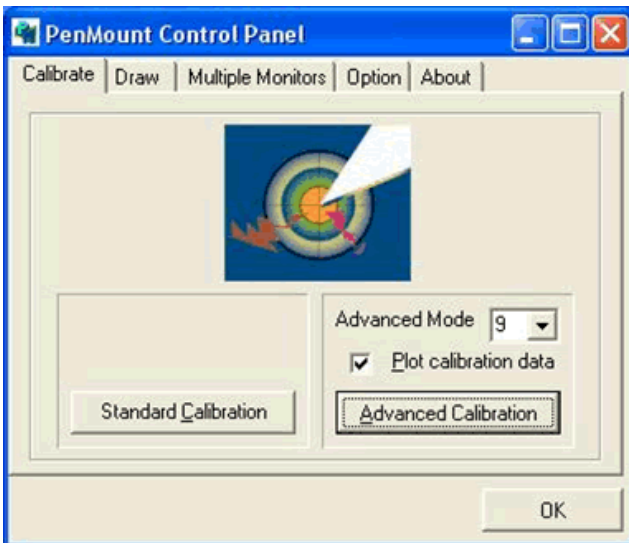 PenMount Control Panel
Calibrate Draw Multiple Monitors Option About
Advanced Mode 9
Plot calibration data
Standard Calibration Advanced Calibration
OK